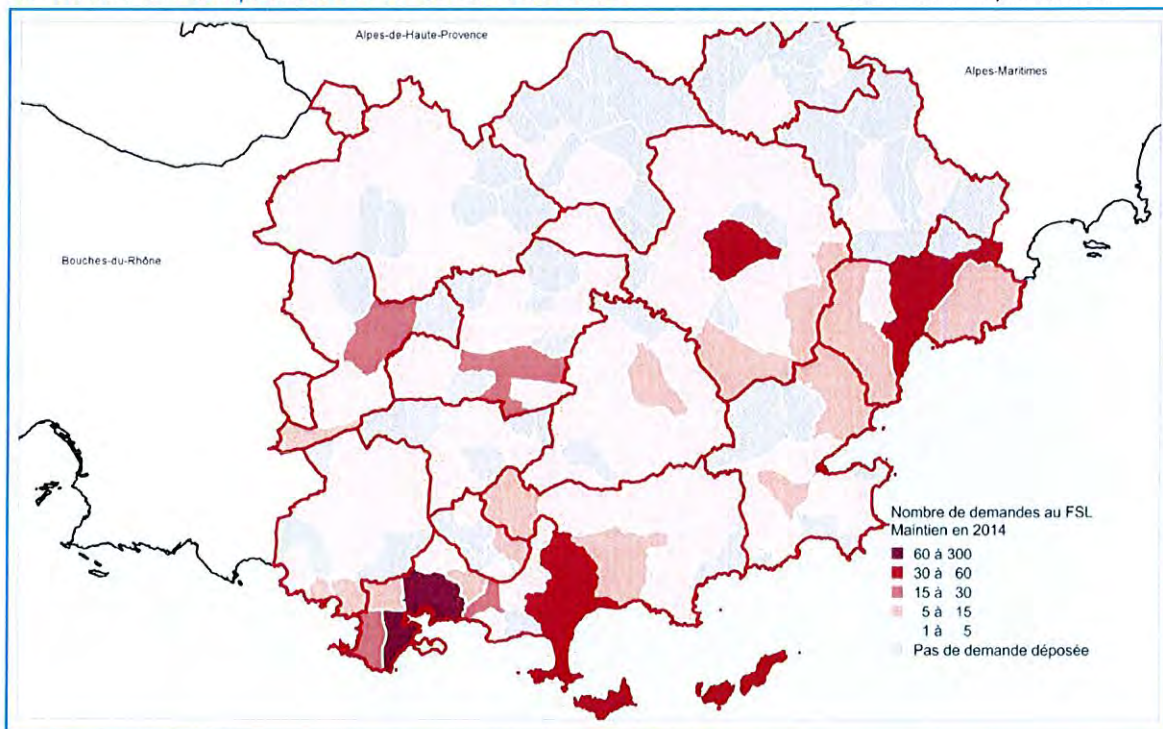 Alpes-de-Haute-Provence
Alpes-Maritimes
Bouches-du-Rhône
Nombre de demandes au FSL
Maintien en 2014
60 à 300
30 à 60
15 à 30
5 à 15
1 à 5
Pas de demande déposée